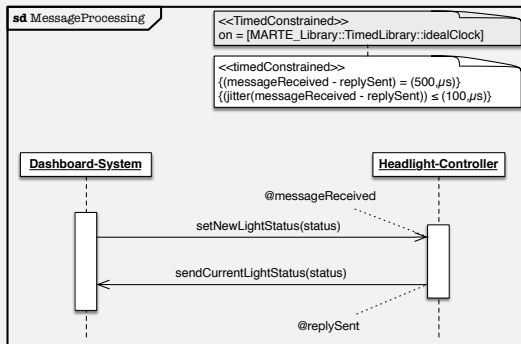 sd MessageProcessing
<<TimedConstrained>>
on = [MARTE_Library::TimedLibrary::idealClock]
<<timedConstrained>>
{(messageReceived - replySent) = (500,µs)}
{(jitter(messageReceived - replySent)) ≤ (100,µs)}
Dashboard-System
Headlight-Controller
@messageReceived
setNewLightStatus(status)
sendCurrentLightStatus(status)
@replySent